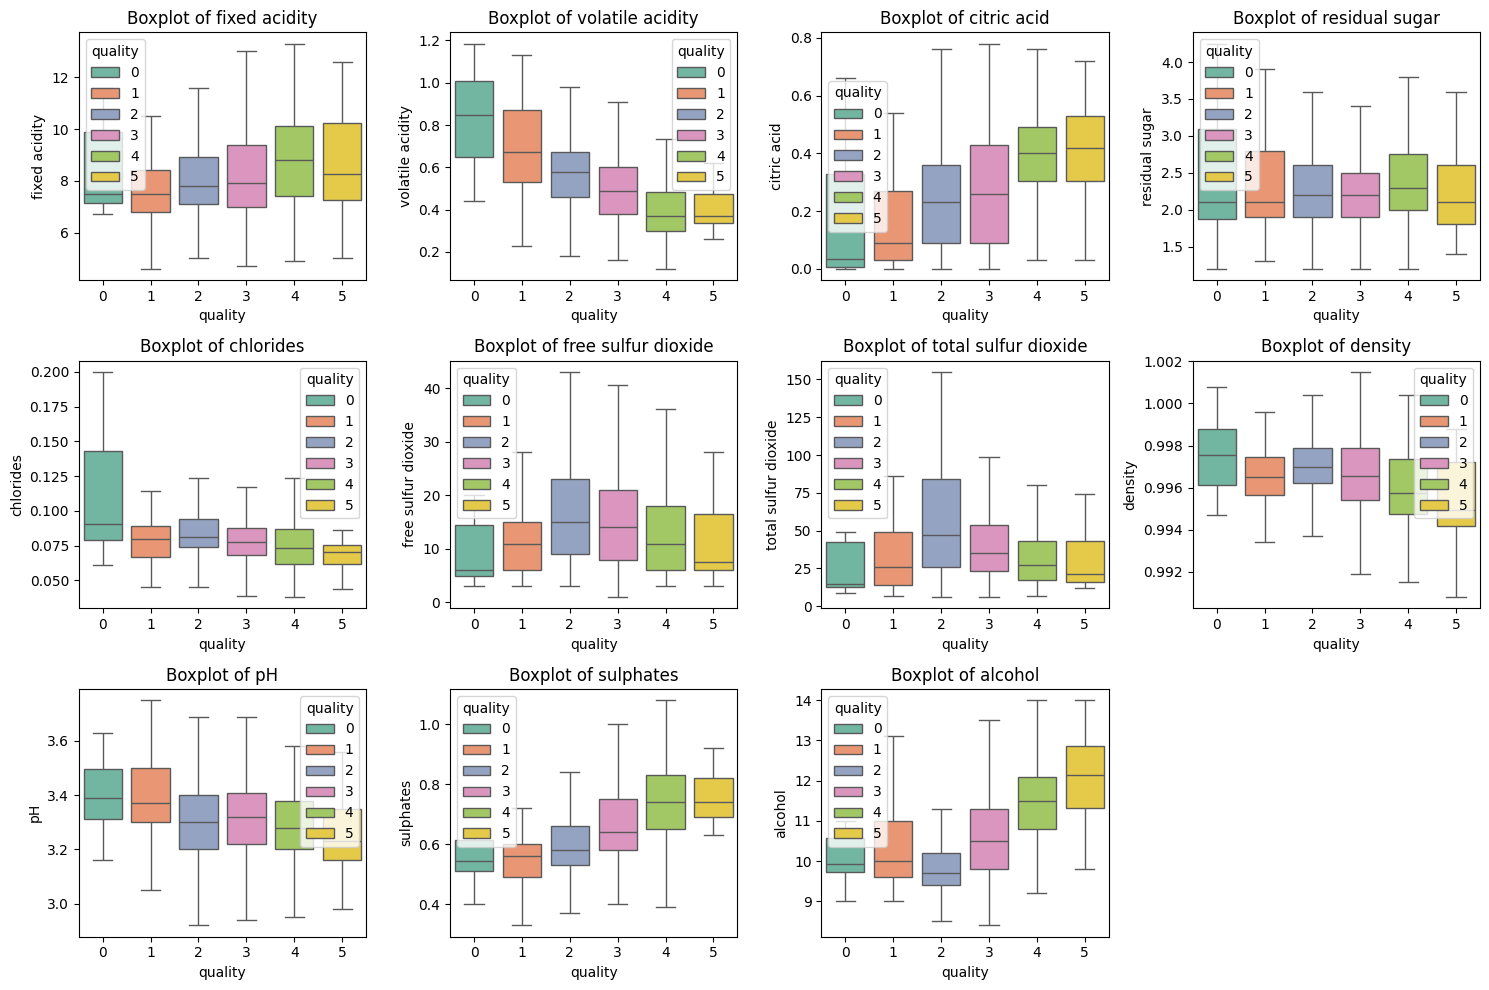 Boxplot of fixed acidity
fixed acidity
12
10
8
6
quality
0
1
2
3
4
5
0 1 2 3 4 5
quality
Boxplot of volatile acidity
volatile acidity
1.2
1.0
0.8
0.6
0.4
0.2
quality
0
1
2
3
4
5
0 1 2 3 4 5
quality
Boxplot of citric acid
citric acid
0.8
0.6
0.4
0.2
0.0
quality
0
1
2
3
4
5
0 1 2 3 4 5
quality
Boxplot of residual sugar
residual sugar
4.0
3.5
3.0
2.5
2.0
1.5
quality
0
1
2
3
4
5
0 1 2 3 4 5
quality
Boxplot of chlorides
chlorides
0.200
0.175
0.150
0.125
0.100
0.075
0.050
quality
0
1
2
3
4
5
0 1 2 3 4 5
quality
Boxplot of free sulfur dioxide
free sulfur dioxide
40
30
20
10
0
quality
0
1
2
3
4
5
0 1 2 3 4 5
quality
Boxplot of total sulfur dioxide
total sulfur dioxide
150
125
100
75
50
25
0
quality
0
1
2
3
4
5
0 1 2 3 4 5
quality
Boxplot of density
density
1.002
1.000
0.998
0.996
0.994
0.992
quality
0
1
2
3
4
5
0 1 2 3 4 5
quality
Boxplot of pH
pH
3.6
3.4
3.2
3.0
quality
0
1
2
3
4
5
0 1 2 3 4 5
quality
Boxplot of sulphates
sulphates
1.0
0.8
0.6
0.4
quality
0
1
2
3
4
5
0 1 2 3 4 5
quality
Boxplot of alcohol
alcohol
14
13
12
11
10
9
quality
0
1
2
3
4
5
0 1 2 3 4 5
quality